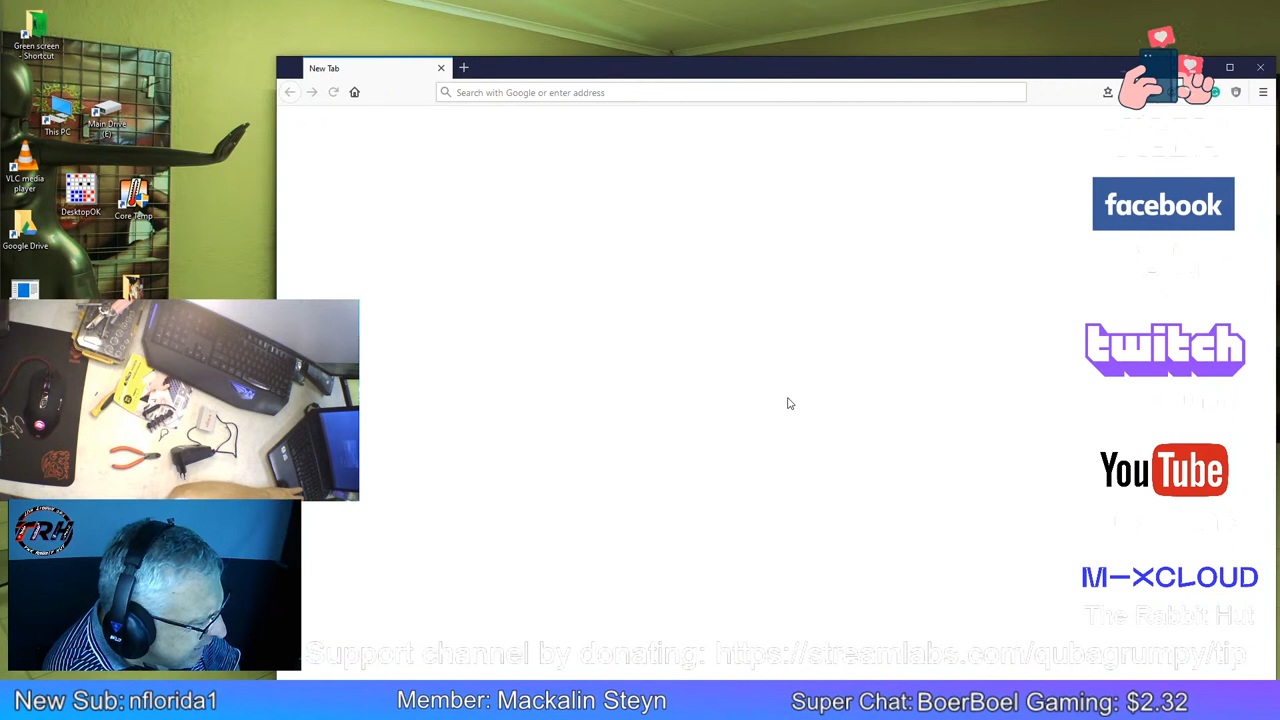 Green screen
- Shortcut
This PC
Main Drive
(E)
VLC media
player
DesktopOK
Core Temp
Google Drive
New Tab
Search with Google or enter address
facebook
twitch
YouTube
M-XCLOUD
The Rabbit Hut
TRH
Support channel by donating: https://streamlabs.com/qubagrumpy/tip
New Sub: nflorida1
Member: Mackalin Steyn
Super Chat: BoerBoel Gaming: $2.32